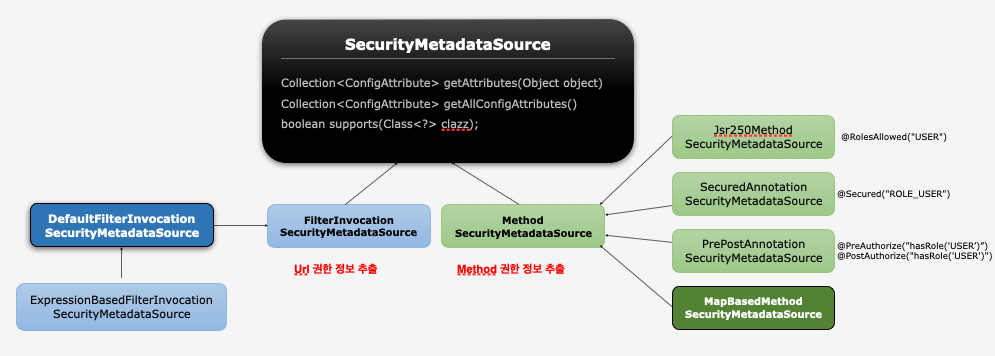 SecurityMetadataSource
Collection<ConfigAttribute> getAttributes(Object object)
Collection<ConfigAttribute> getAllConfigAttributes()
boolean supports(Class<?> clazz);
DefaultFilterInvocation
SecurityMetadataSource
ExpressionBasedFilterInvocation
SecurityMetadataSource
FilterInvocation
SecurityMetadataSource
Url 권한 정보 추출
Method
SecurityMetadataSource
Method 권한 정보 추출
Jsr250Method
SecurityMetadataSource
@RolesAllowed("USER")
SecuredAnnotation
SecurityMetadataSource
@Secured("ROLE_USER")
PrePostAnnotation
SecurityMetadataSource
@PreAuthorize("hasRole('USER')”)
@PostAuthorize("hasRole('USER')")
MapBasedMethod
SecurityMetadataSource